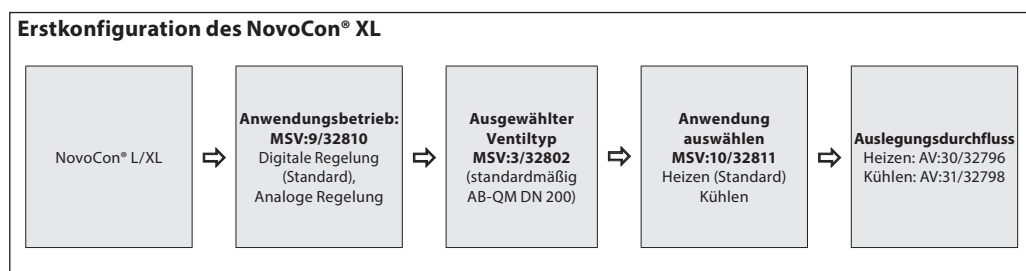 Erstkonfiguration des NovoCon® XL
NovoCon® L/XL
Anwendungsbetrieb:
MSV:9/32810
Digitale Regelung
(Standard),
Analoge Regelung
Ausgewählter
Ventiltyp
MSV:3/32802
(standardmäßig
AB-QM DN 200)
Anwendung
auswählen
MSV:10/32811
Heizen (Standard)
Kühlen
Auslegungsdurchfluss
Heizen: AV:30/32796
Kühlen: AV:31/32798